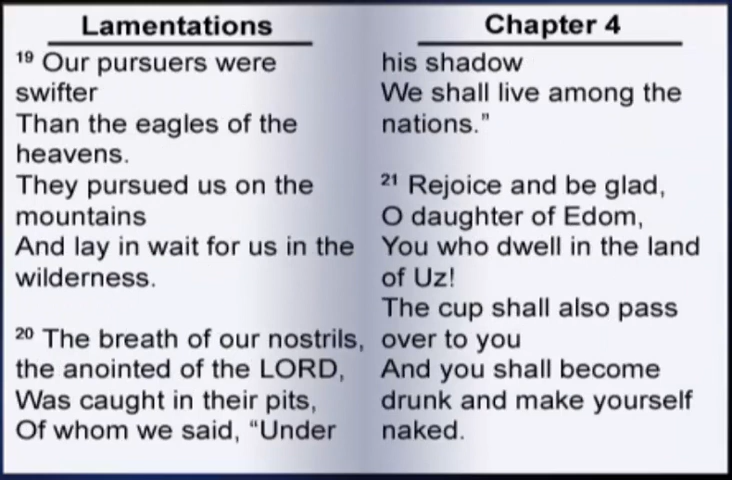 Lamentations
19 Our pursuers were
swifter
Than the eagles of the
heavens.
They pursued us on the
mountains
And lay in wait for us in the
wilderness.
20 The breath of our nostrils,
the anointed of the LORD,
Was caught in their pits,
Of whom we said, “Under
Chapter 4
his shadow
We shall live among the
nations.”
21 Rejoice and be glad,
O daughter of Edom,
You who dwell in the land
of Uz!
The cup shall also pass
over to you
And you shall become
drunk and make yourself
naked.